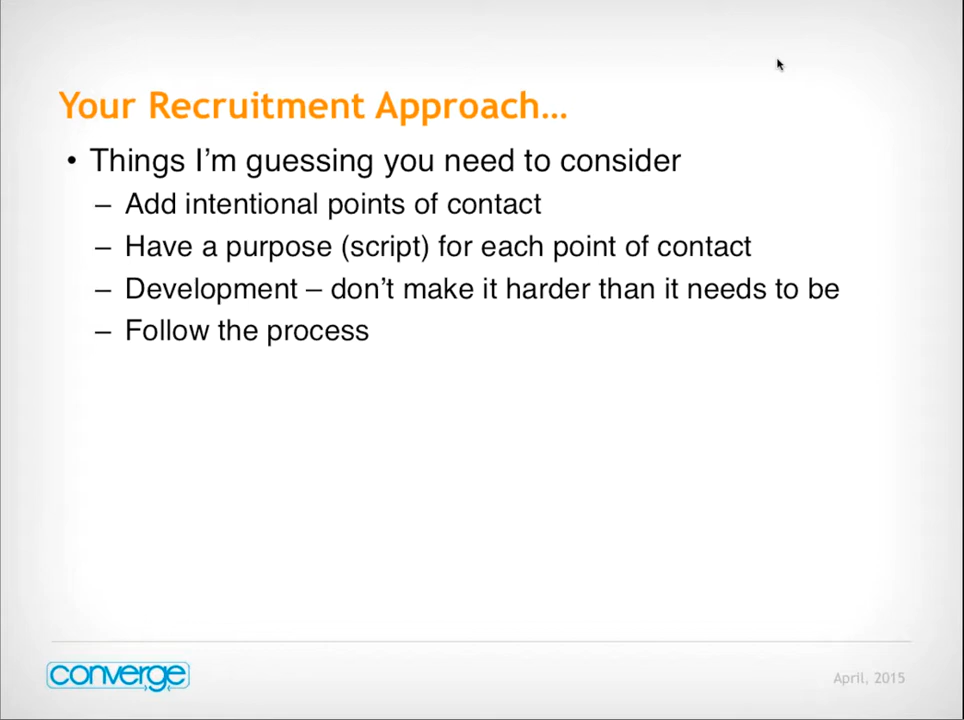 Your Recruitment Approach…
• Things I’m guessing you need to consider
– Add intentional points of contact
– Have a purpose (script) for each point of contact
– Development – don’t make it harder than it needs to be
– Follow the process
converge
April, 2015